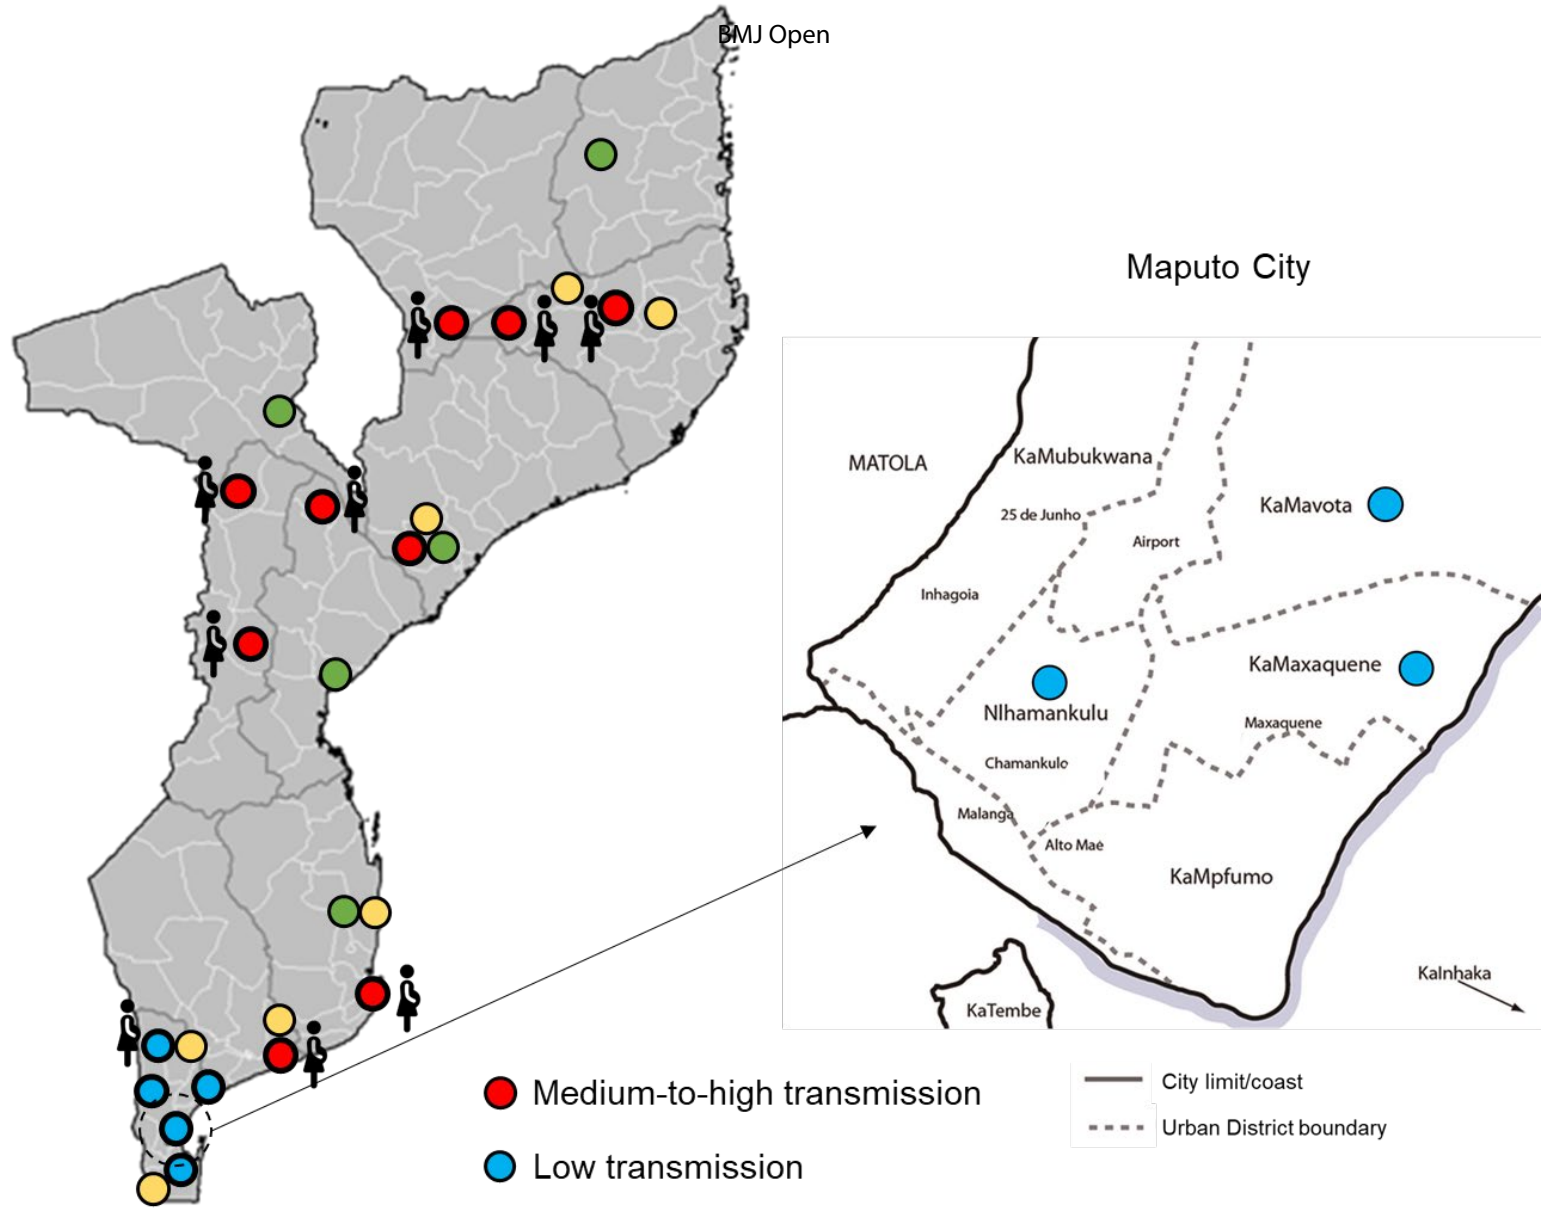 BMJ Open
Maputo City
MATOLA
KaMubukwana
KaMavota
25 de Junho
Airport
Inhagoia
KaMaxaquene
Nlhamankulu
Maxaquene
Chamankulo
Malanga
Alto Maé
KaMpfumo
KaInhaka
KaTembe
Medium-to-high transmission
Low transmission
City limit/coast
Urban District boundary